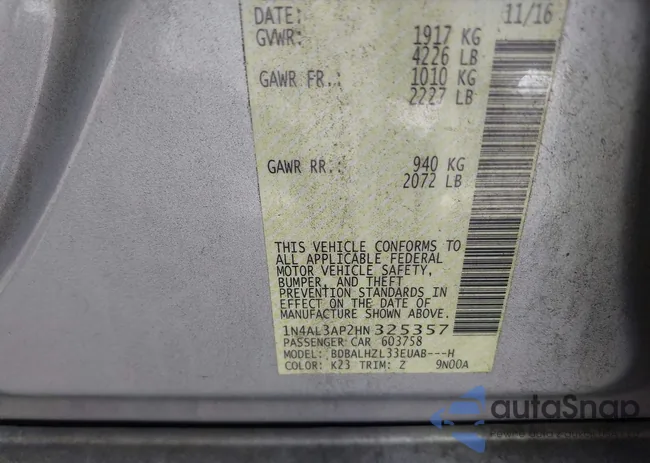 DATE: 11/16
GVWR: 1917 KG
4226 LB
GAWR FR.: 1010 KG
2227 LB
GAWR RR.: 940 KG
2072 LB
THIS VEHICLE CONFORMS TO
ALL APPLICABLE FEDERAL
MOTOR VEHICLE SAFETY,
BUMPER, AND THEFT
PREVENTION STANDARDS IN
EFFECT ON THE DATE OF
MANUFACTURE SHOWN ABOVE.
1N4AL3AP2HN325357
PASSENGER CAR 603758
MODEL: BDBALHZL33EUAB---H
COLOR: K23 TRIM: Z 9N00A
autaSnap